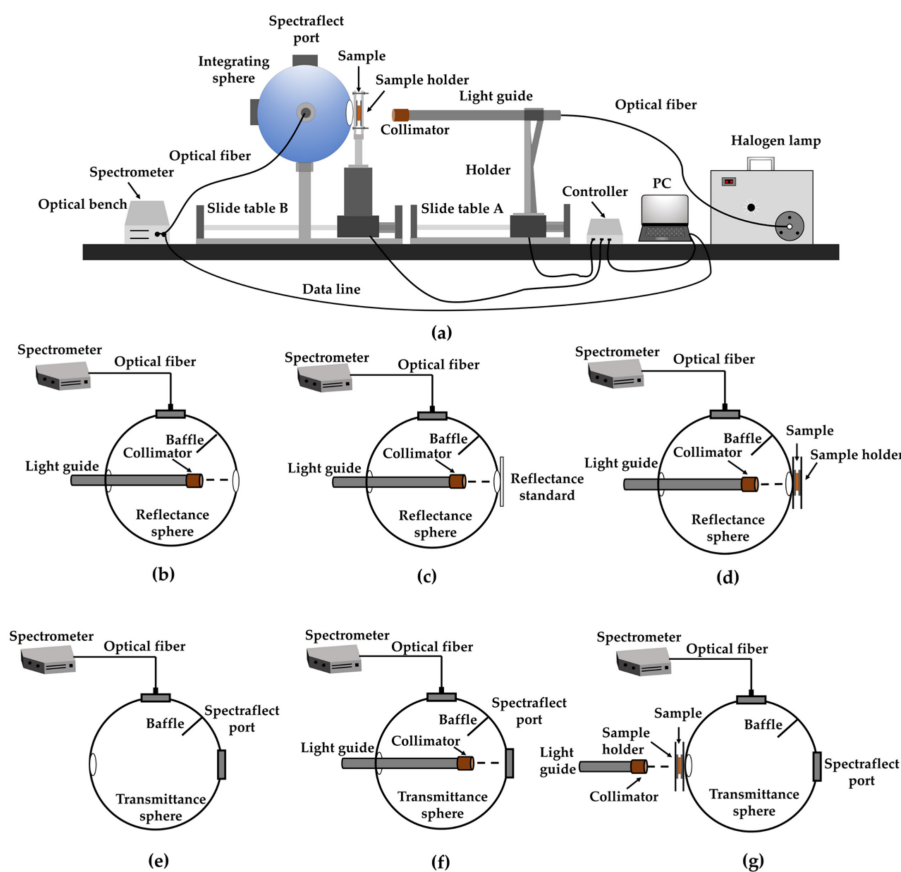 Spectraflect
port
Sample
Integrating
sphere
Sample holder
Light guide
Optical fiber
Collimator
Halogen lamp
Optical fiber
Spectrometer
Holder
Controller
PC
Optical bench
Slide table B
Slide table A
Data line
(a)
Spectrometer
Optical fiber
Baffle
Collimator
Light guide
Reflectance
sphere
(b)
Spectrometer
Optical fiber
Baffle
Collimator
Light guide
Reflectance
standard
Reflectance
sphere
(c)
Spectrometer
Optical fiber
Sample
Baffle
Collimator
Sample holder
Light guide
Reflectance
sphere
(d)
Spectrometer
Optical fiber
Spectraflect
port
Baffle
Transmittance
sphere
(e)
Spectrometer
Optical fiber
Spectraflect
port
Baffle
Collimator
Light guide
Transmittance
sphere
(f)
Spectrometer
Optical fiber
Sample
Baffle
Sample
holder
Light
guide
Spectraflect
port
Collimator
Transmittance
sphere
(g)